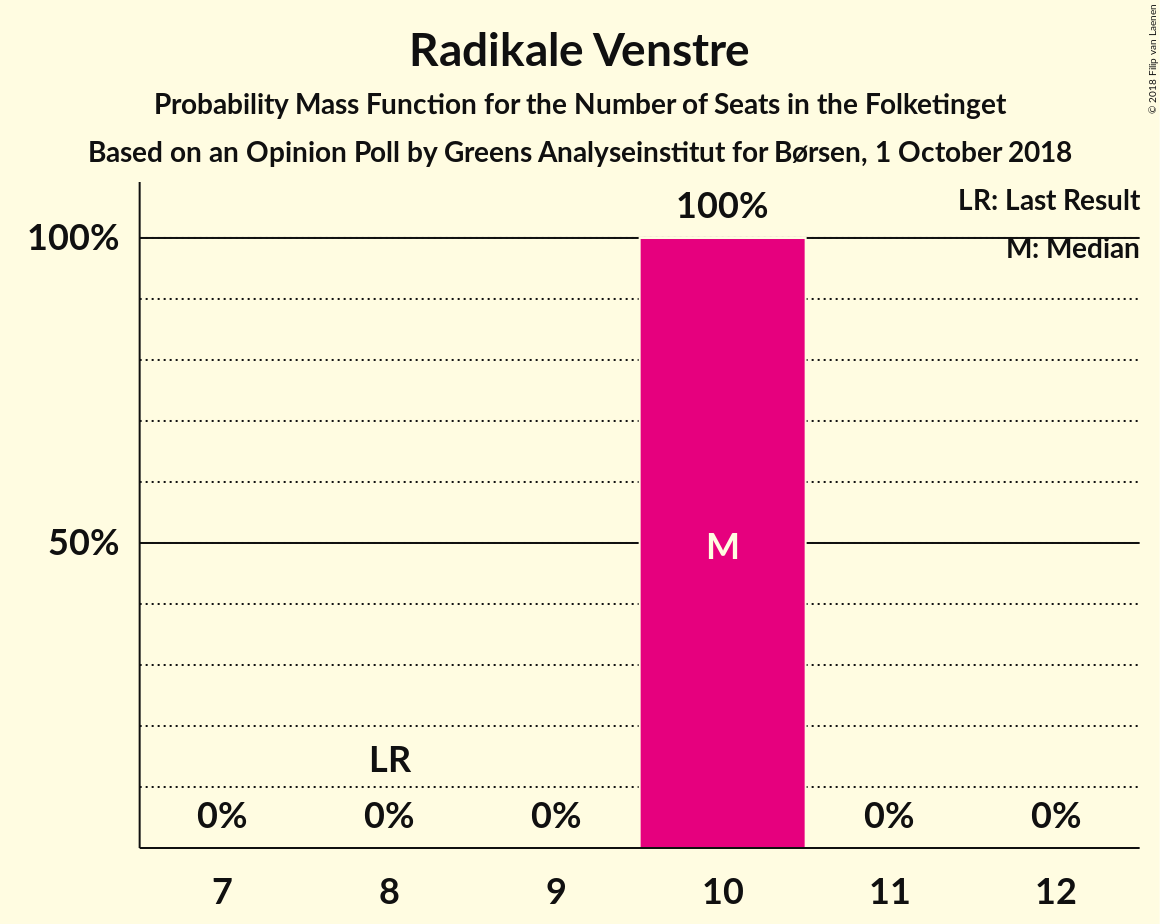 Radikale Venstre
Probability Mass Function for the Number of Seats in the Folketinget
Based on an Opinion Poll by Greens Analyseinstitut for Børsen, 1 October 2018
© 2018 Filip van Laenen
LR: Last Result
M: Median
100%
100%
50%
M
LR
0%
0%
0%
0%
0%
7
8
9
10
11
12